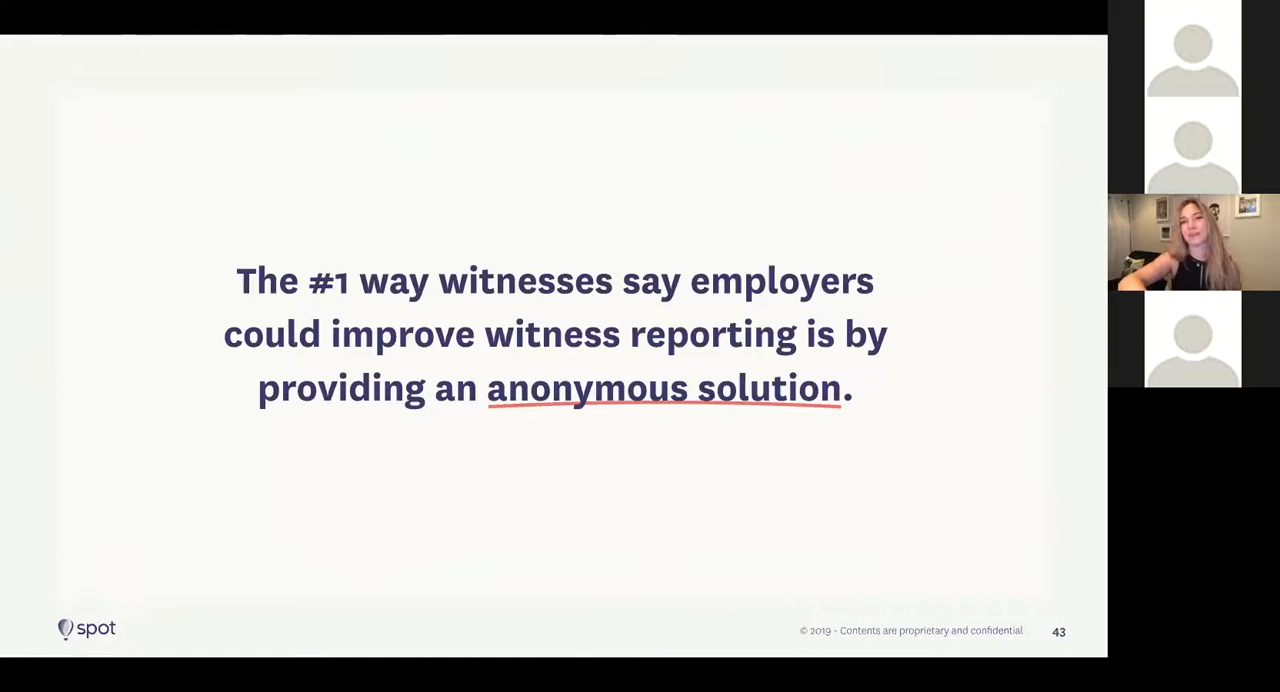 The #1 way witnesses say employers
could improve witness reporting is by
providing an anonymous solution.
spot
© 2019 - Contents are proprietary and confidential
43